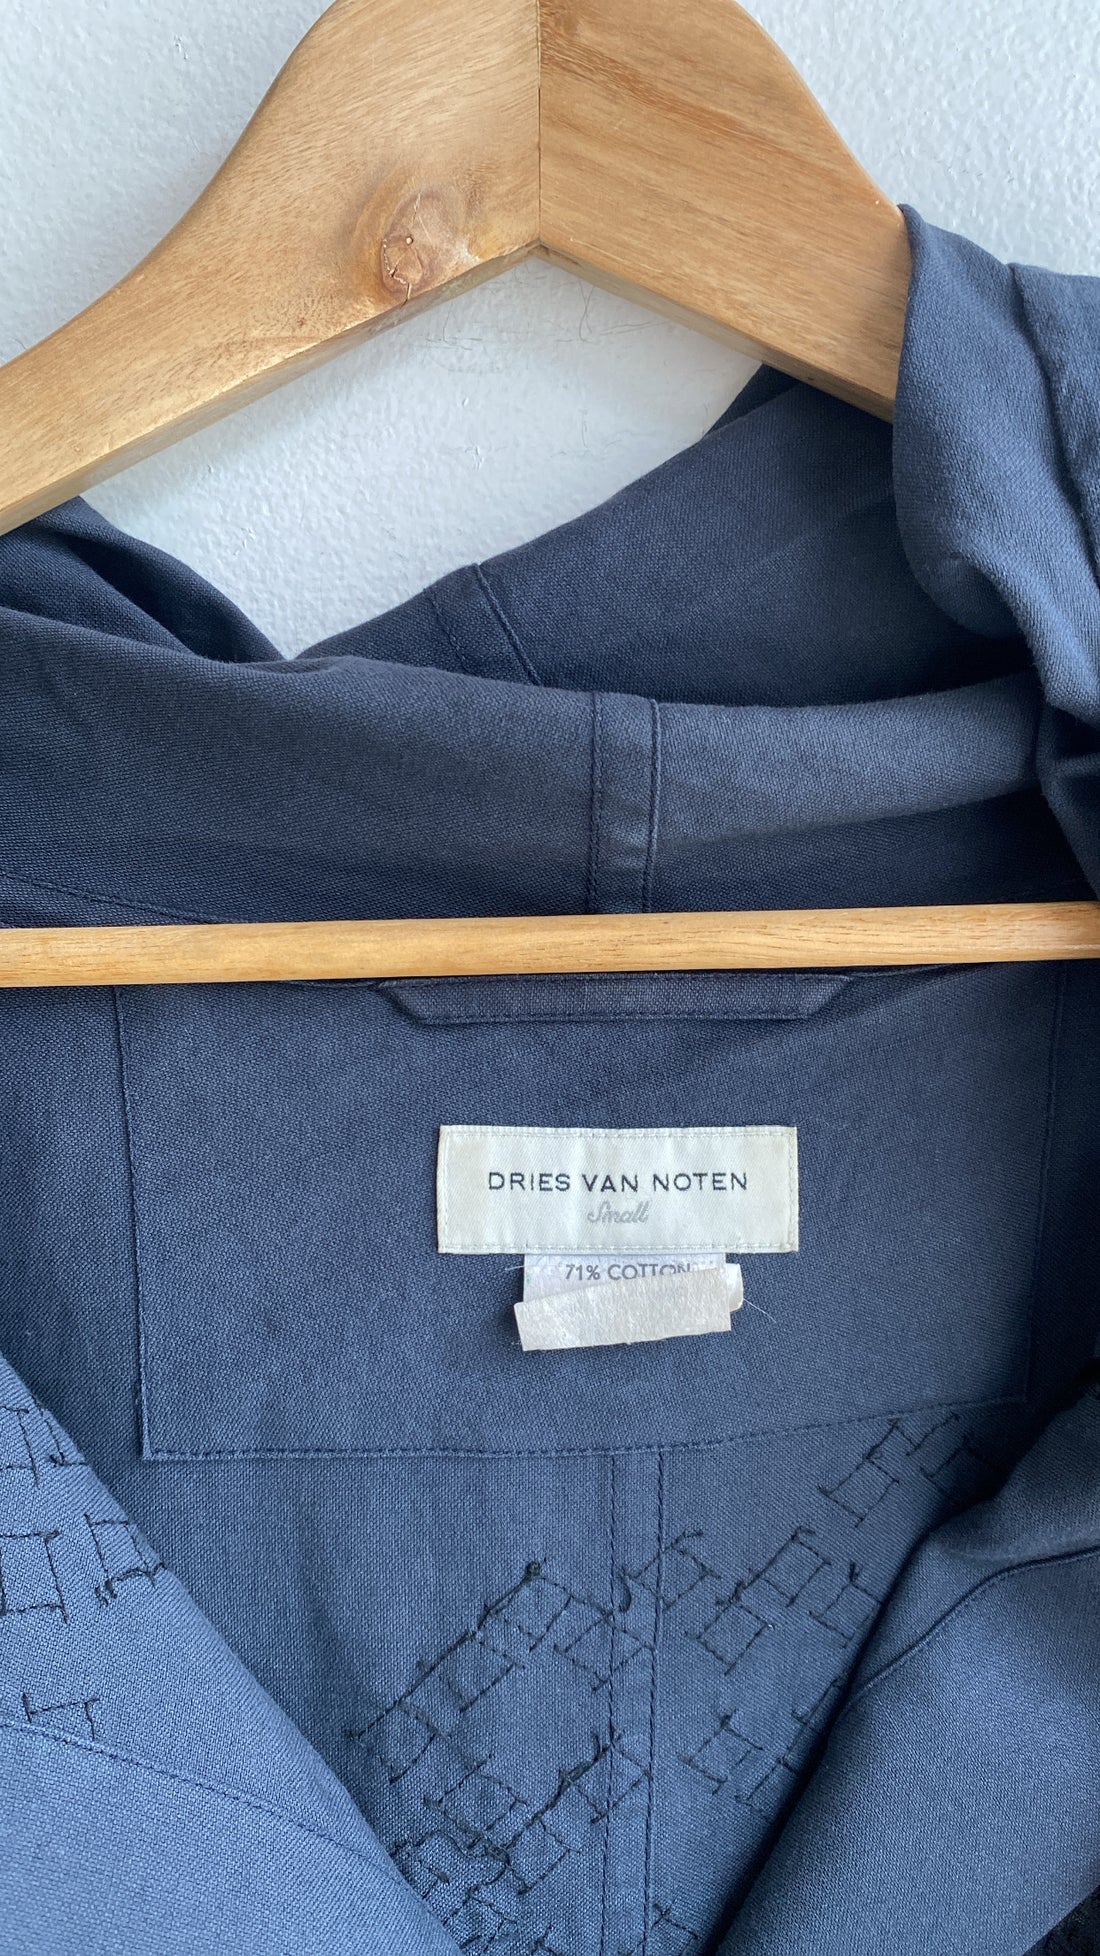 DRIES VAN NOTEN
Small
71% COTTON